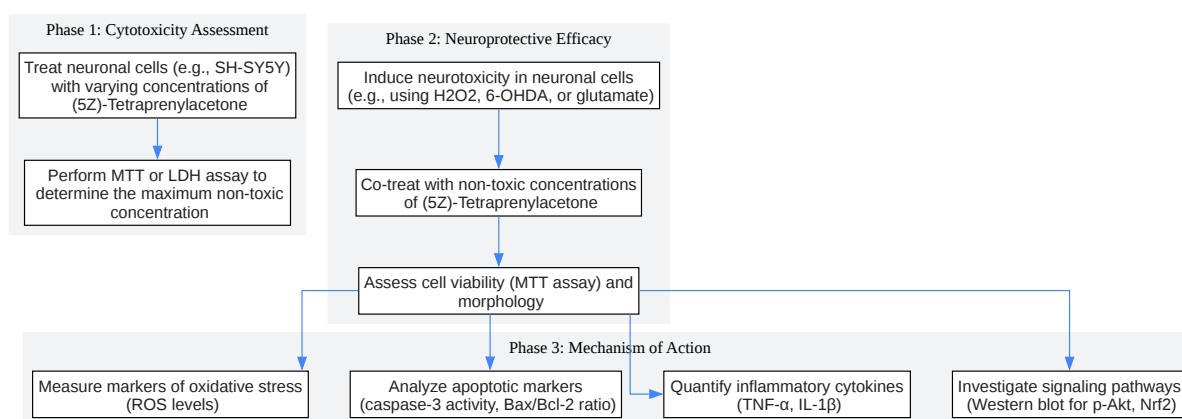 Phase 1: Cytotoxicity Assessment
Treat neuronal cells (e.g., SH-SY5Y)
with varying concentrations of
(5Z)-Tetraprenylacetone
Perform MTT or LDH assay to
determine the maximum non-toxic
concentration
Phase 2: Neuroprotective Efficacy
Induce neurotoxicity in neuronal cells
(e.g., using H2O2, 6-OHDA, or glutamate)
Co-treat with non-toxic concentrations
of (5Z)-Tetraprenylacetone
Assess cell viability (MTT assay) and
morphology
Phase 3: Mechanism of Action
Measure markers of oxidative stress
(ROS levels)
Analyze apoptotic markers
(caspase-3 activity, Bax/Bcl-2 ratio)
Quantify inflammatory cytokines
(TNF-α, IL-1β)
Investigate signaling pathways
(Western blot for p-Akt, Nrf2)